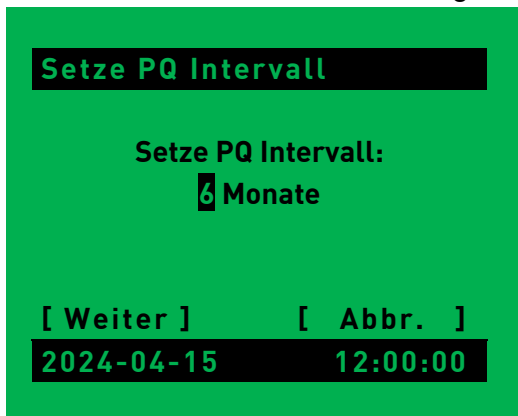 Setze PQ Intervall
Setze PQ Intervall:
6 Monate
[ Weiter ] [ Abbr. ]
2024-04-15 12:00:00